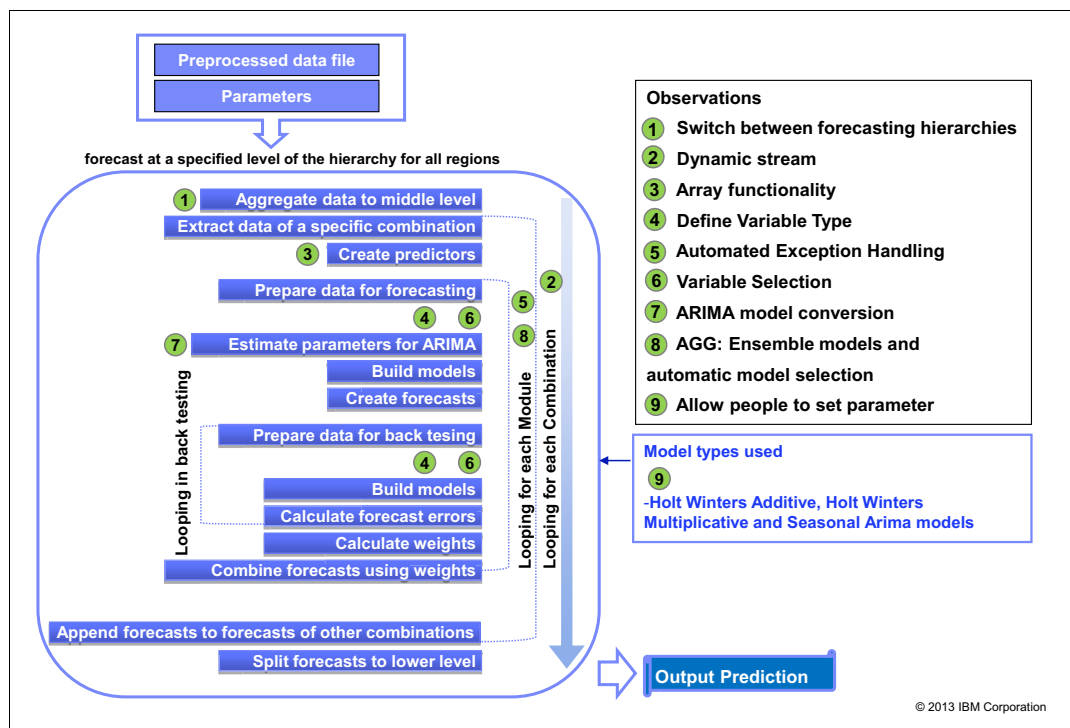 Preprocessed data file
Parameters
forecast at a specified level of the hierarchy for all regions
1 Aggregate data to middle level
Extract data of a specific combination
3 Create predictors
Prepare data for forecasting
4 6
7 Estimate parameters for ARIMA
Build models
Create forecasts
Prepare data for back tesing
4 6
Build models
Calculate forecast errors
Calculate weights
Combine forecasts using weights
Append forecasts to forecasts of other combinations
Split forecasts to lower level
Looping in back testing
5
8
Looping for each Module
2
Looping for each Combination
Observations
1 Switch between forecasting hierarchies
2 Dynamic stream
3 Array functionality
4 Define Variable Type
5 Automated Exception Handling
6 Variable Selection
7 ARIMA model conversion
8 AGG: Ensemble models and
automatic model selection
9 Allow people to set parameter
Model types used
9
-Holt Winters Additive, Holt Winters
Multiplicative and Seasonal Arima models
Output Prediction
© 2013 IBM Corporation